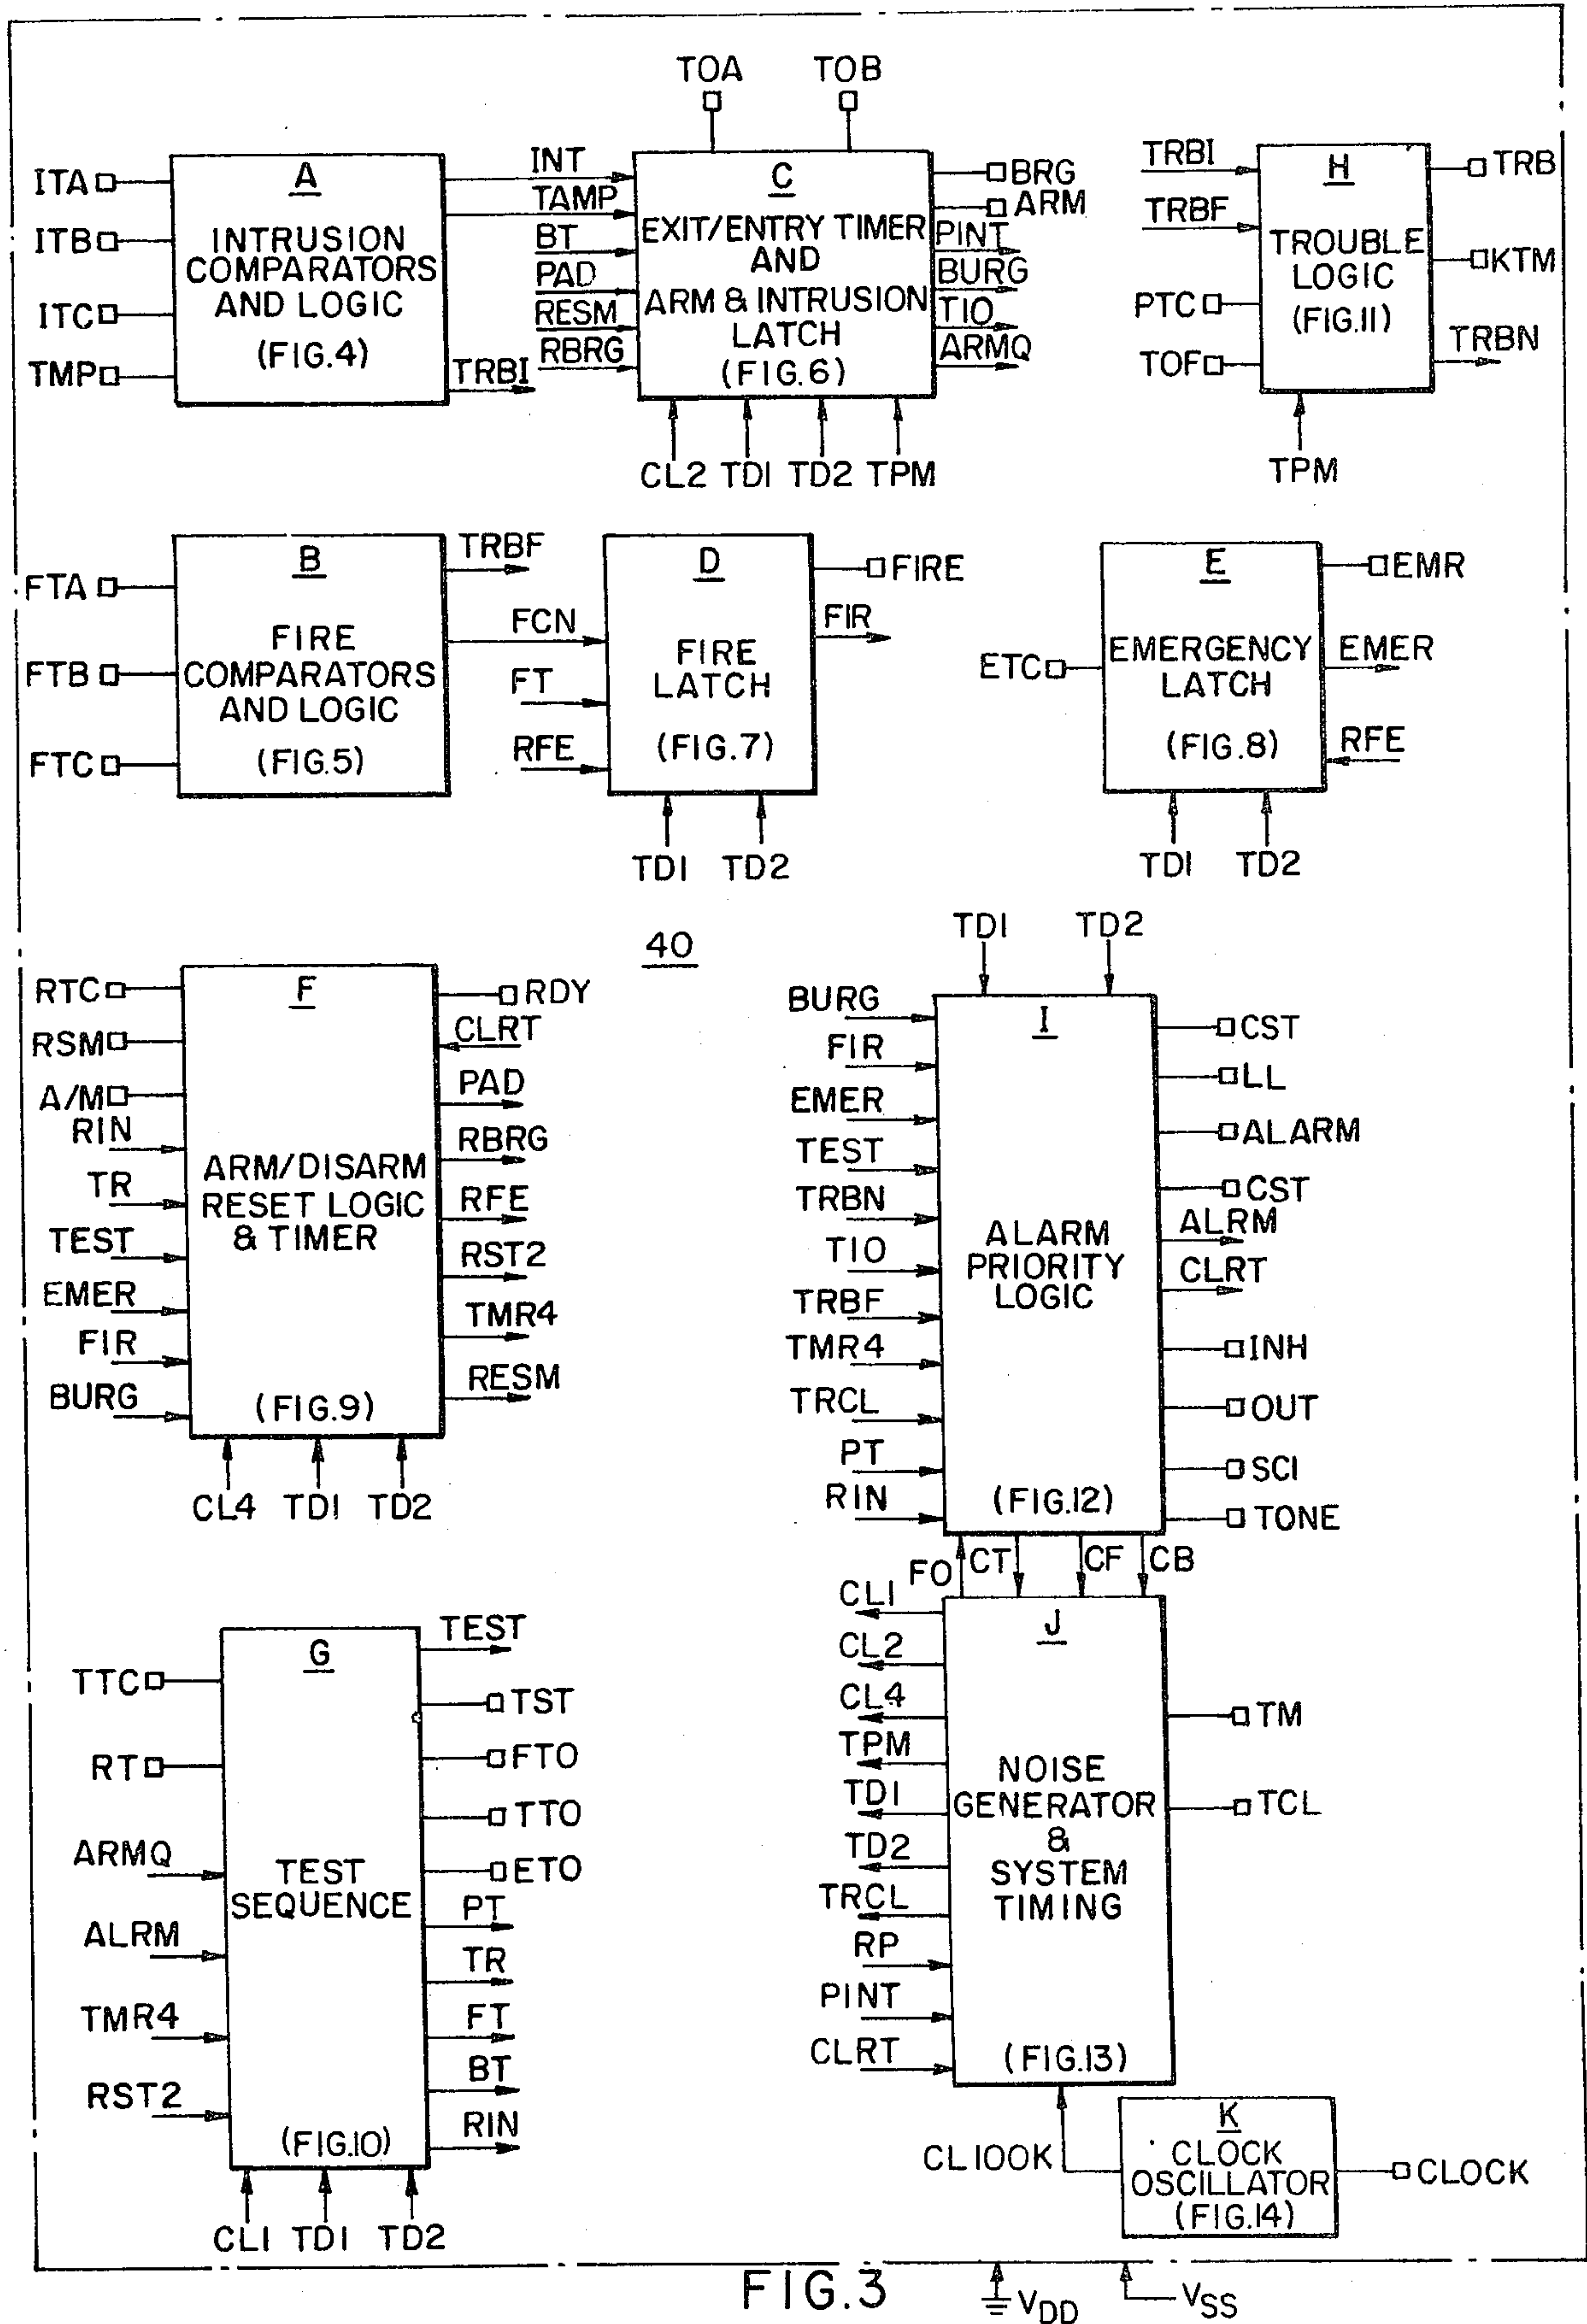 TOA TOB
ITA
ITB
ITC
TMP
A
INTRUSION
COMPARATORS
AND LOGIC
(FIG.4)
INT
TAMP
TRBI
BT
PAD
RESM
RBRG
C
EXIT/ENTRY TIMER
AND
ARM & INTRUSION
LATCH
(FIG.6)
BRG
ARM
PINT
BURG
TIO
ARMQ
CL2 TD1 TD2 TPM
TRBI
TRBF
PTC
TOF
H
TROUBLE
LOGIC
(FIG.11)
TRB
KTM
TRBN
TPM
FTA
FTB
FTC
B
FIRE
COMPARATORS
AND LOGIC
(FIG.5)
TRBF
FCN
FT
RFE
D
FIRE
LATCH
(FIG.7)
FIRE
FIR
TD1 TD2
ETC
E
EMERGENCY
LATCH
(FIG.8)
EMR
EMER
RFE
TD1 TD2
40
RTC
RSM
A/M
RIN
TR
TEST
EMER
FIR
BURG
F
ARM/DISARM
RESET LOGIC
& TIMER
(FIG.9)
RDY
CLRT
PAD
RBRG
RFE
RST2
TMR4
RESM
CL4 TD1 TD2
TD1 TD2
BURG
FIR
EMER
TEST
TRBN
TIO
TRBF
TMR4
TRCL
PT
RIN
I
ALARM
PRIORITY
LOGIC
(FIG.12)
CST
LL
ALARM
CST
ALRM
CLRT
INH
OUT
SCI
TONE
FO CT CF CB
TTC
RT
ARMQ
ALRM
TMR4
RST2
G
TEST
SEQUENCE
(FIG.10)
TEST
TST
FTO
TTO
ETO
PT
TR
FT
BT
RIN
CL1 TD1 TD2
CL1
CL2
CL4
TPM
TD1
TD2
TRCL
RP
PINT
CLRT
J
NOISE
GENERATOR
&
SYSTEM
TIMING
(FIG.13)
TM
TCL
CL100K
K
CLOCK
OSCILLATOR
(FIG.14)
CLOCK
FIG.3
VDD
VSS